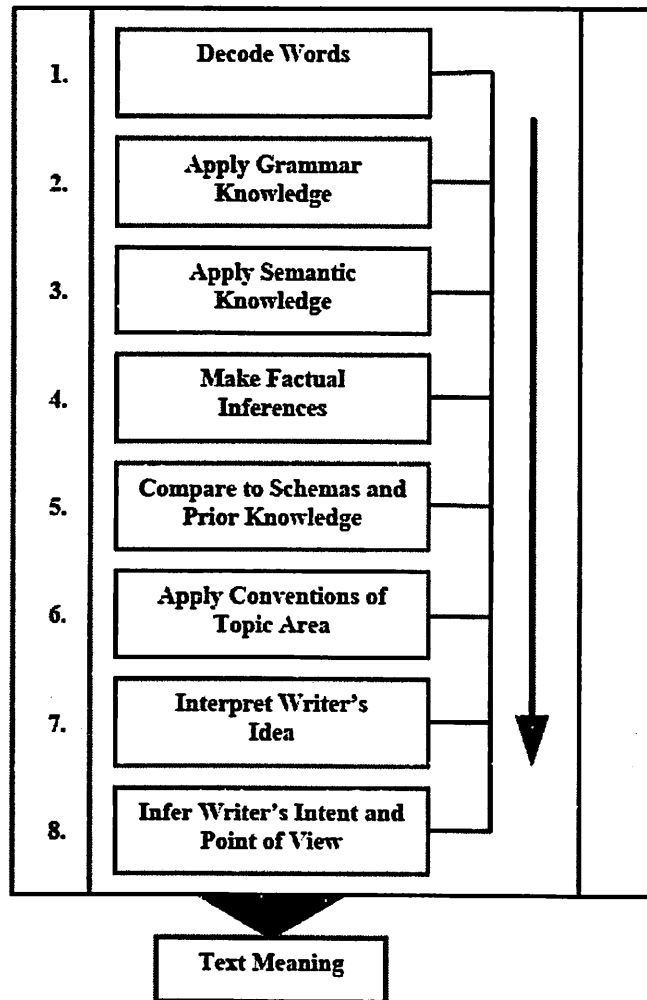 1.
Decode Words
2.
Apply Grammar
Knowledge
3.
Apply Semantic
Knowledge
4.
Make Factual
Inferences
5.
Compare to Schemas and
Prior Knowledge
6.
Apply Conventions of
Topic Area
7.
Interpret Writer's
Idea
8.
Infer Writer's Intent and
Point of View
Text Meaning